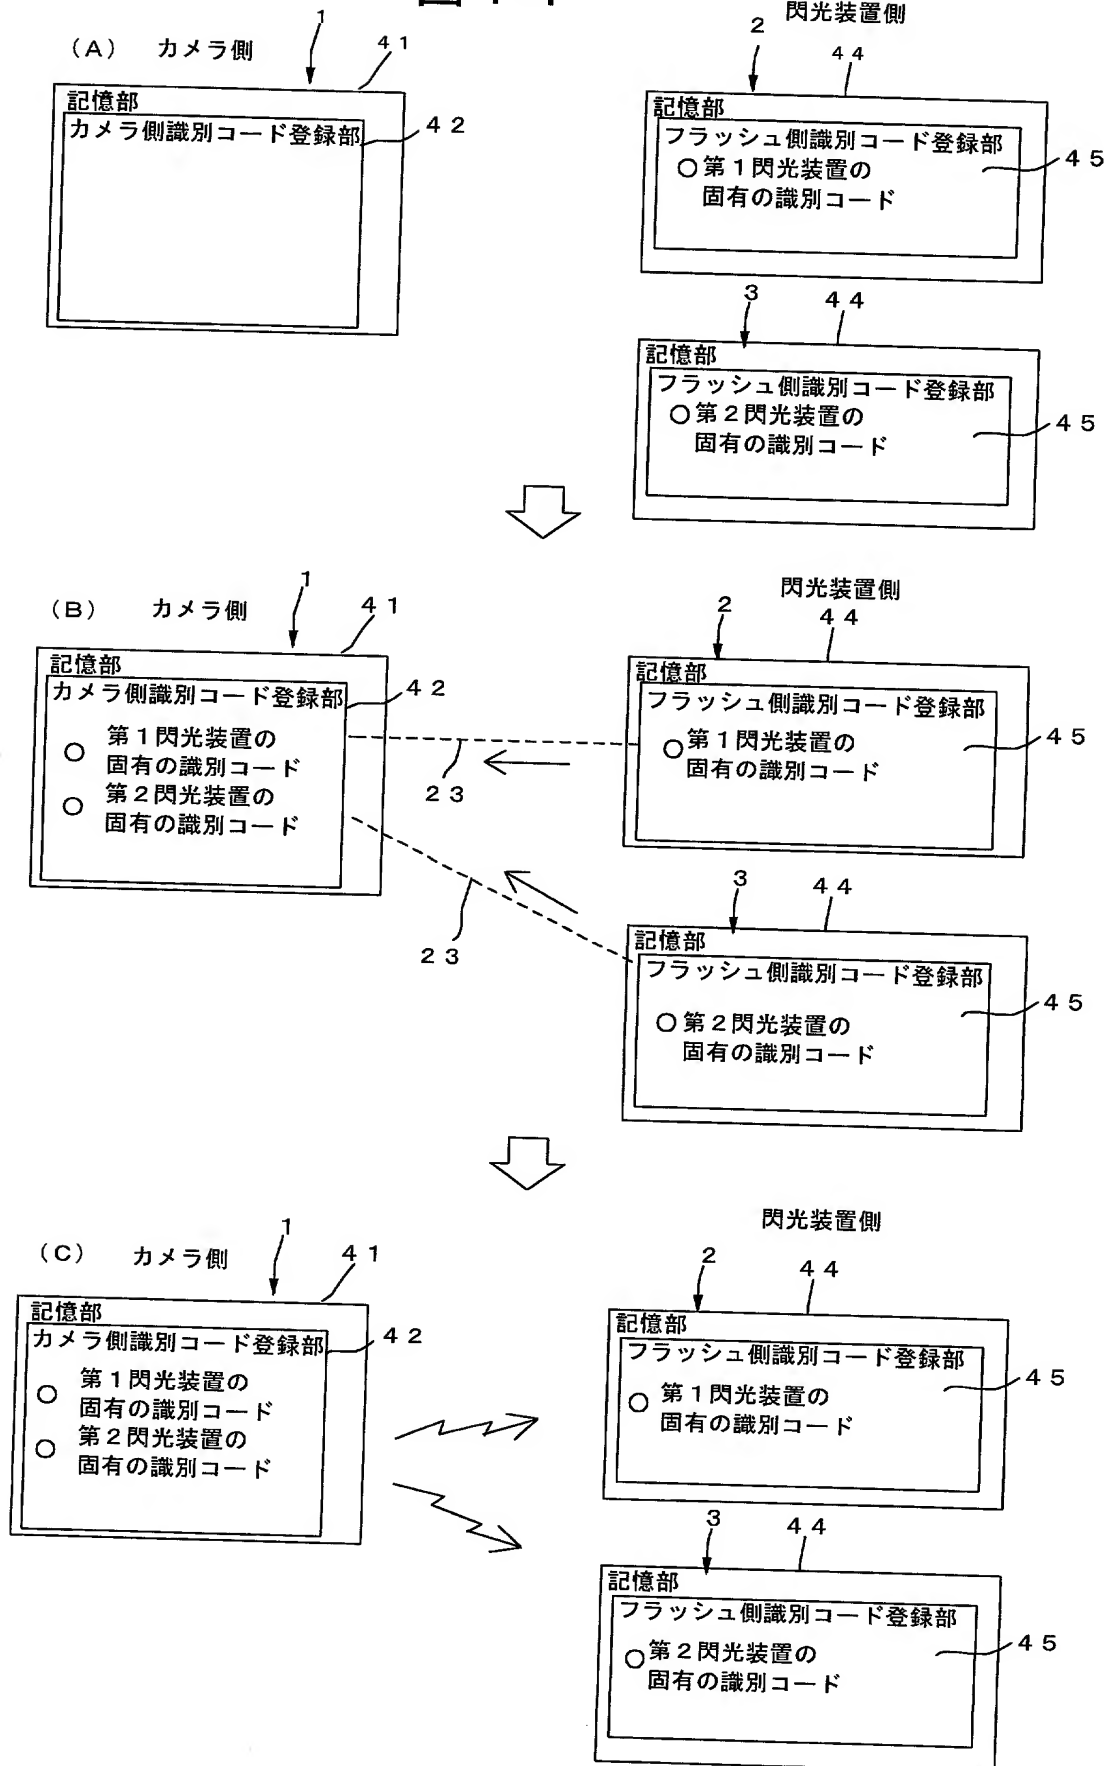 閃光装置側
(A) カメラ側
1
41
2
44
記憶部
カメラ側識別コード登録部
42
記憶部
フラッシュ側識別コード登録部
○第1閃光装置の
固有の識別コード
45
3
44
記憶部
フラッシュ側識別コード登録部
○第2閃光装置の
固有の識別コード
45
(B) カメラ側
1
41
閃光装置側
2
44
記憶部
カメラ側識別コード登録部
42
○ 第1閃光装置の
固有の識別コード
○ 第2閃光装置の
固有の識別コード
23
23
記憶部
フラッシュ側識別コード登録部
○第1閃光装置の
固有の識別コード
45
3
44
記憶部
フラッシュ側識別コード登録部
○第2閃光装置の
固有の識別コード
45
(C) カメラ側
1
41
閃光装置側
2
44
記憶部
カメラ側識別コード登録部
42
○ 第1閃光装置の
固有の識別コード
○ 第2閃光装置の
固有の識別コード
記憶部
フラッシュ側識別コード登録部
○第1閃光装置の
固有の識別コード
45
3
44
記憶部
フラッシュ側識別コード登録部
○第2閃光装置の
固有の識別コード
45